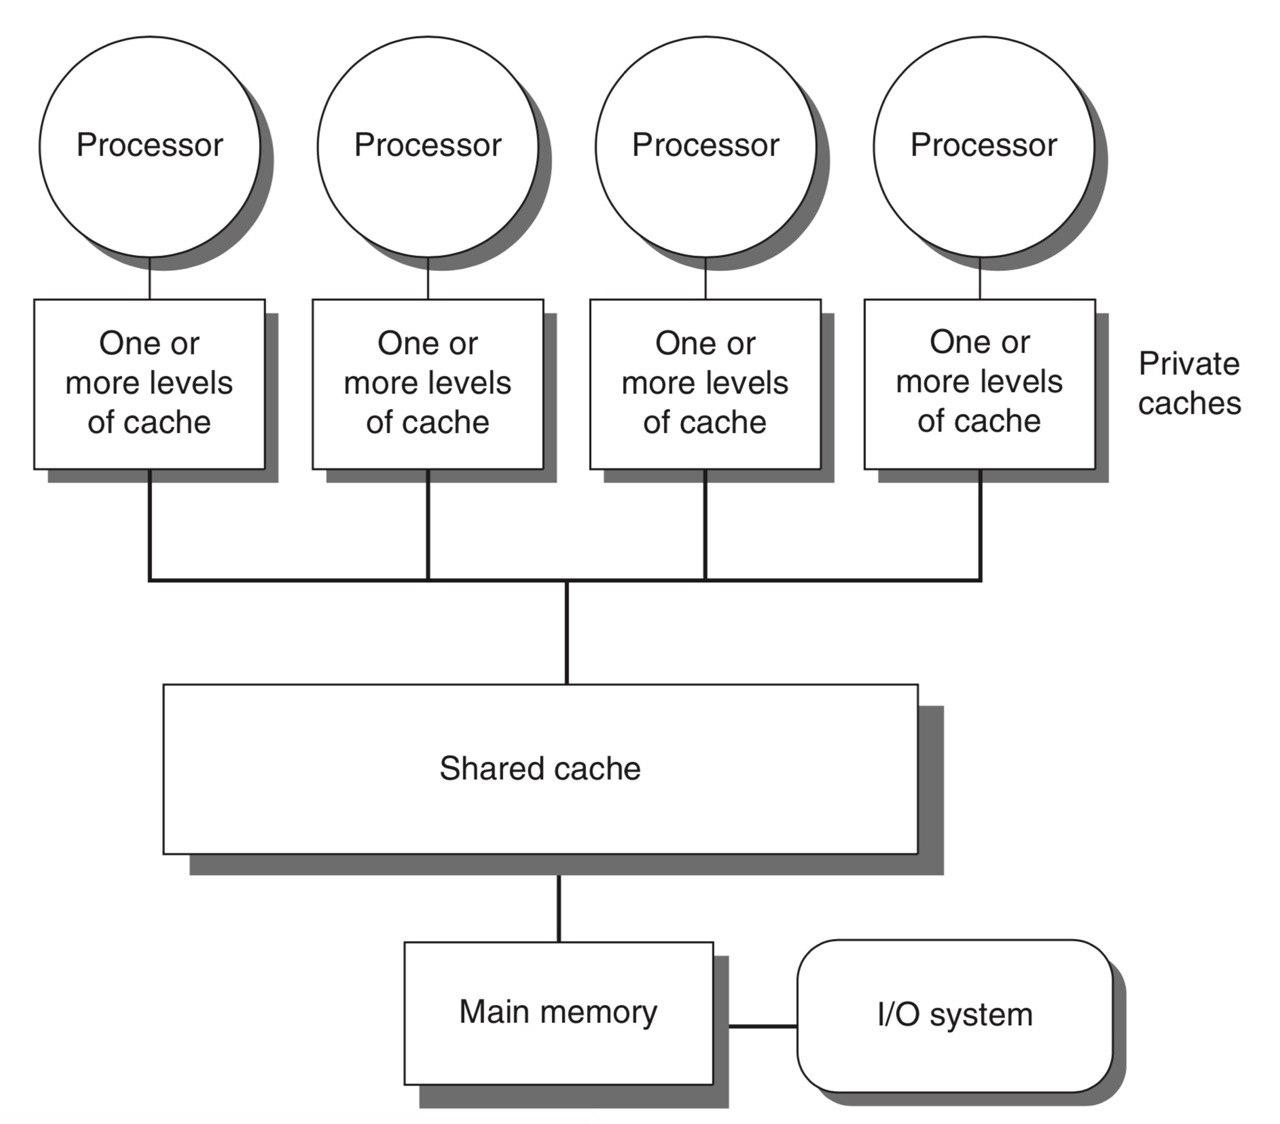 Processor
Processor
Processor
Processor
One or
more levels
of cache
One or
more levels
of cache
One or
more levels
of cache
One or
more levels
of cache
Private
caches
Shared cache
Main memory
I/O system